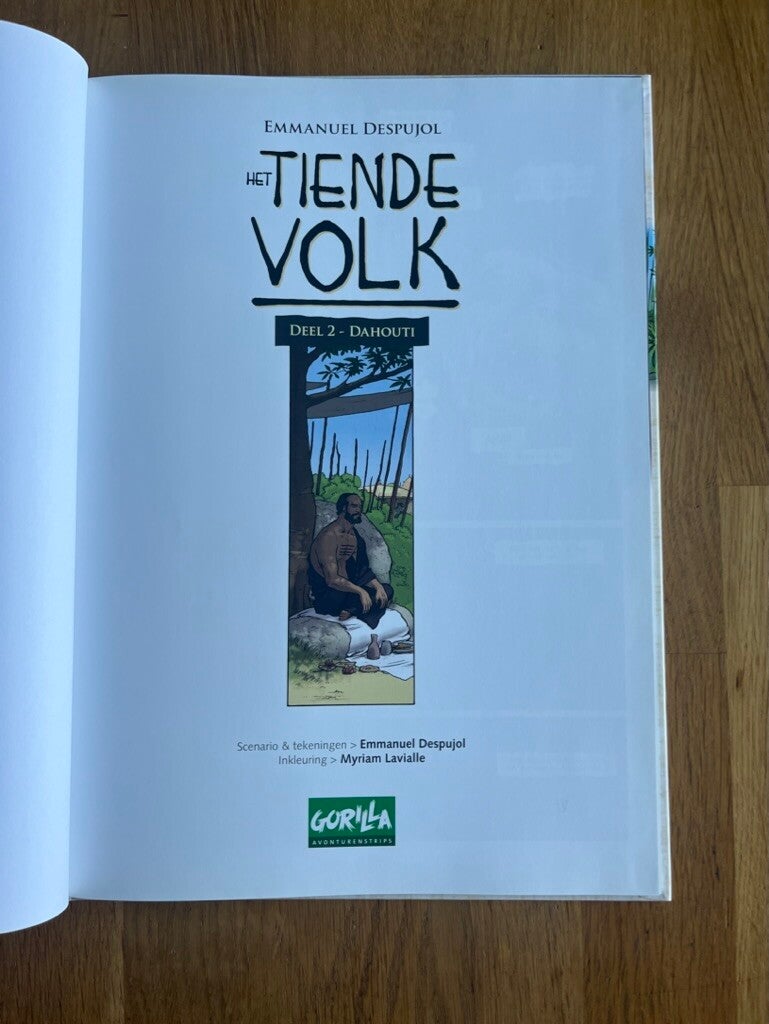 Emmanuel Despujol
HET TIENDE
VOLK
Deel 2 - Dahouti
Scenario & tekeningen > Emmanuel Despujol
Inkleuring > Myriam Lavialle
GORILLA
AVONTURENSTRIPS